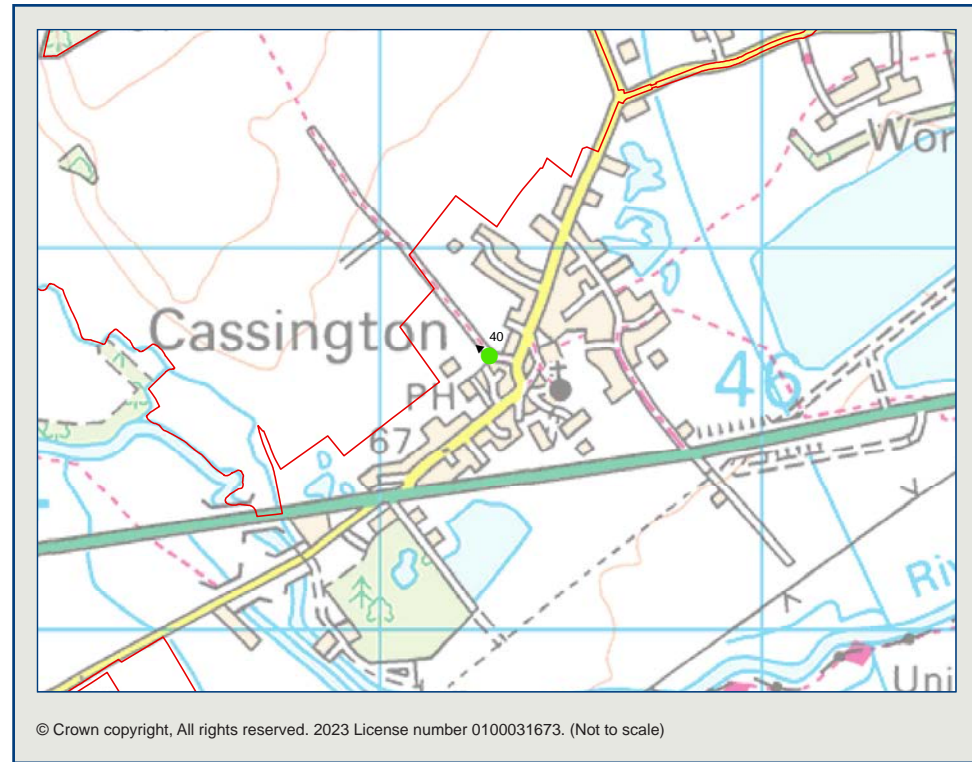 Wor
40
Cassington
46
PH
67
Riv
Uni
© Crown copyright, All rights reserved. 2023 License number 0100031673. (Not to scale)